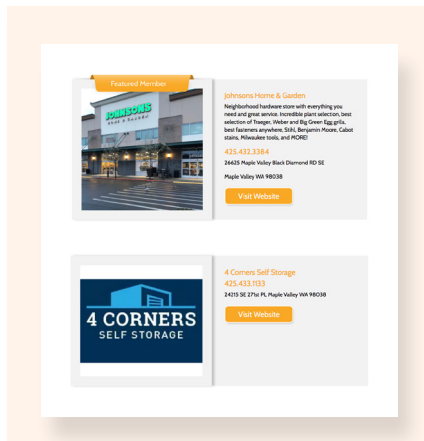 Featured Member
JOHNSONS
HOME & GARDEN
Johnsons Home & Garden
Neighborhood hardware store with everything you
need and great service. Incredible plant selection, best
selection of Traeger, Weber and Big Green Egg grills,
best fasteners anywhere, Stihl, Benjamin Moore, Cabot
stains, Milwaukee tools, and MORE!
425.432.3384
26625 Maple Valley Black Diamond RD SE
Maple Valley WA 98038
Visit Website
4 CORNERS
SELF STORAGE
4 Corners Self Storage
425.433.1133
24215 SE 271st PL Maple Valley WA 98038
Visit Website